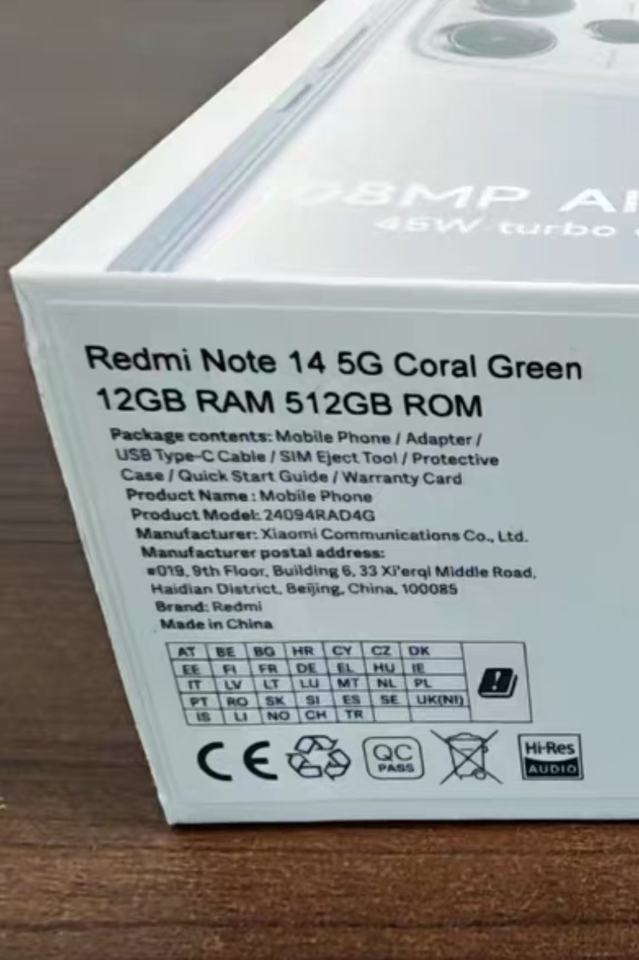 08MP AI
45W turbo
Redmi Note 14 5G Coral Green
12GB RAM 512GB ROM
Package contents: Mobile Phone / Adapter /
USB Type-C Cable / SIM Eject Tool / Protective
Case / Quick Start Guide / Warranty Card
Product Name : Mobile Phone
Product Model: 24094RAD4G
Manufacturer: Xiaomi Communications Co., Ltd.
Manufacturer postal address:
#019, 9th Floor, Building 6, 33 Xi'erqi Middle Road,
Haidian District, Beijing, China, 100085
Brand: Redmi
Made in China
AT BE BG HR CY CZ DK
EE FI FR DE EL HU IE
IT LV LT LU MT NL PL
PT RO SK SI ES SE UK(NI)
IS LI NO CH TR
CE
QC
PASS
Hi-Res
AUDIO